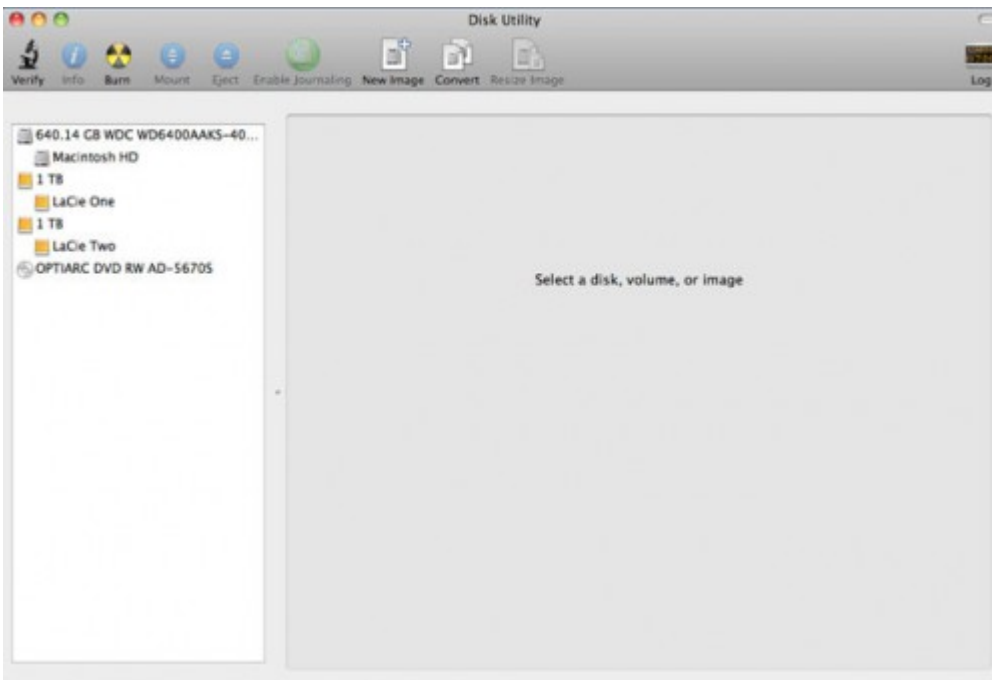 Disk Utility
Verify Info Burn Mount Eject Enable Journaling New Image Convert Resize Image Log
640.14 GB WDC WD6400AAKS-40...
Macintosh HD
1 TB
LaCie One
1 TB
LaCie Two
OPTIARC DVD RW AD-5670S
Select a disk, volume, or image